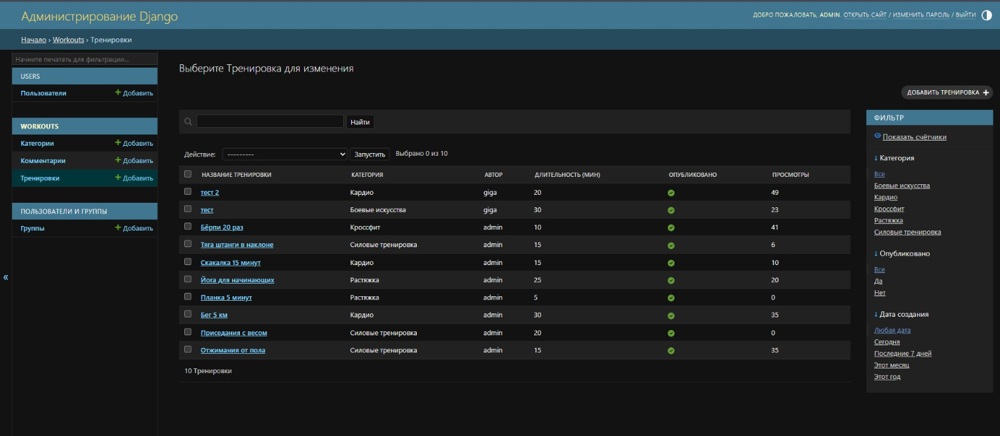 Администрирование Django
ДОБРО ПОЖАЛОВАТЬ, ADMIN. ОТКРЫТЬ САЙТ / ИЗМЕНИТЬ ПАРОЛЬ / ВЫЙТИ
Начало › Workouts › Тренировки
Начните печатать для фильтрации...
USERS
Пользователи + Добавить
WORKOUTS
Категории + Добавить
Комментарии + Добавить
Тренировки + Добавить
ПОЛЬЗОВАТЕЛИ И ГРУППЫ
Группы + Добавить
«
Выберите Тренировка для изменения
ДОБАВИТЬ ТРЕНИРОВКА +
Найти
Действие: --------- Запустить Выбрано 0 из 10
НАЗВАНИЕ ТРЕНИРОВКИ КАТЕГОРИЯ АВТОР ДЛИТЕЛЬНОСТЬ (МИН) ОПУБЛИКОВАНО ПРОСМОТРЫ
тест 2 Кардио giga 20 49
тест Боевые искусства giga 30 23
Бёрпи 20 раз Кроссфит admin 10 41
Тяга штанги в наклоне Силовые тренировка admin 15 6
Скакалка 15 минут Кардио admin 15 10
Йога для начинающих Растяжка admin 25 20
Планка 5 минут Растяжка admin 5 0
Бег 5 км Кардио admin 30 35
Приседания с весом Силовые тренировка admin 20 0
Отжимания от пола Силовые тренировка admin 15 35
10 Тренировки
ФИЛЬТР
Показать счётчики
↓ Категория
Все
Боевые искусства
Кардио
Кроссфит
Растяжка
Силовые тренировка
↓ Опубликовано
Все
Да
Нет
↓ Дата создания
Любая дата
Сегодня
Последние 7 дней
Этот месяц
Этот год